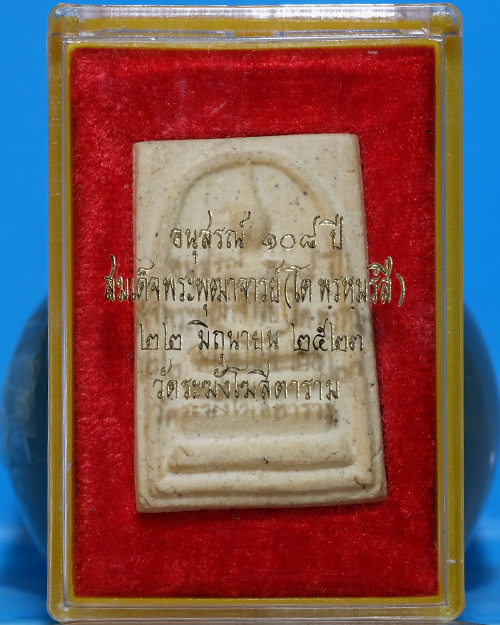 อนุสรณ์ ๑๐๘ ปี
สมเด็จพระพุฒาจารย์(โต พฺรหฺมรํสี)
๒๒ มิถุนายน ๒๕๒๓
วัดระฆังโฆสิตาราม